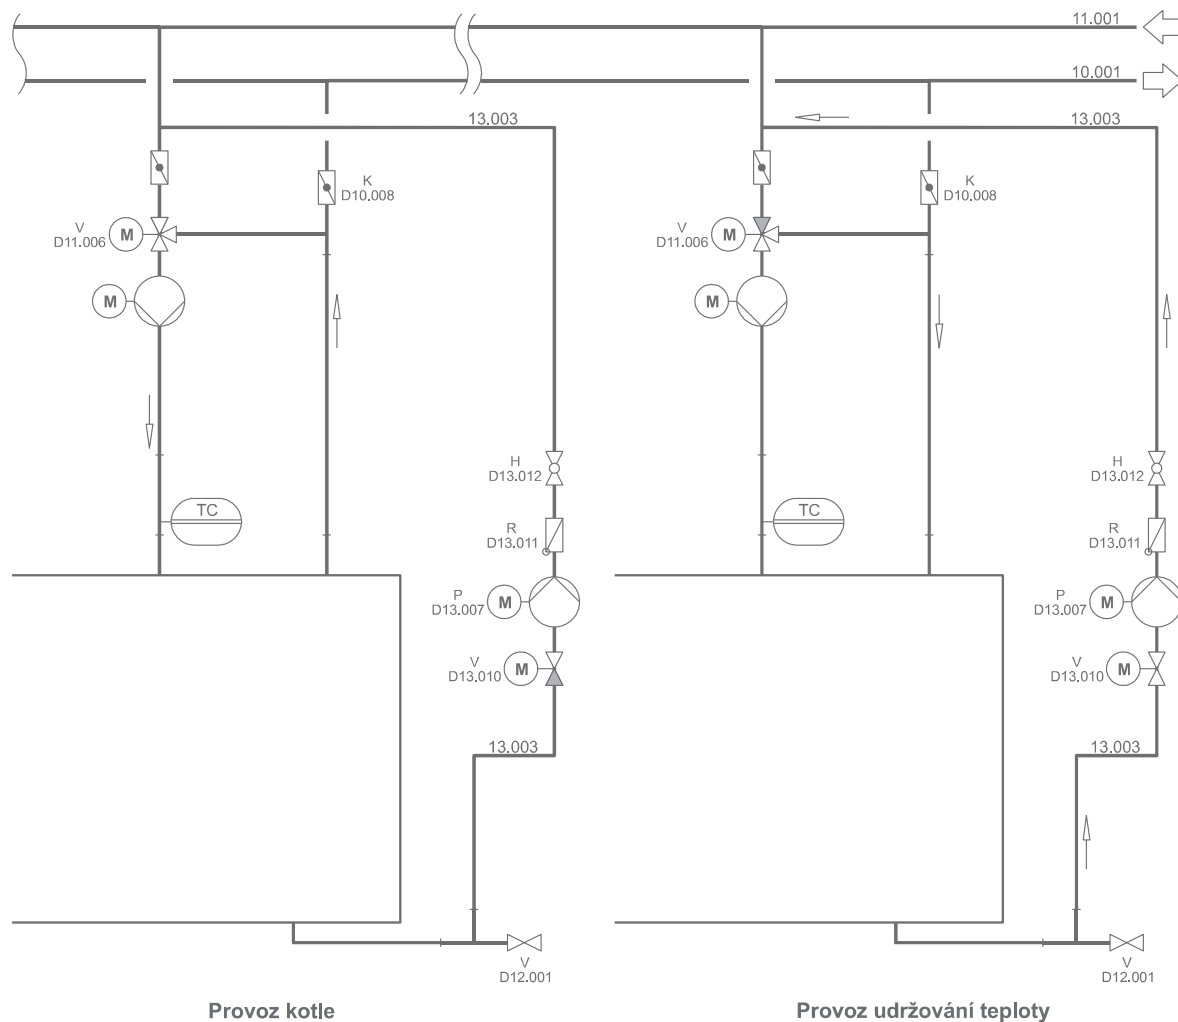 11.001
10.001
13.003
13.003
K
D10.008
K
D10.008
V
D11.006
M
V
D11.006
M
M
M
H
D13.012
H
D13.012
TC
TC
R
D13.011
R
D13.011
P
D13.007
M
P
D13.007
M
V
D13.010
M
V
D13.010
M
13.003
13.003
V
D12.001
V
D12.001
Provoz kotle
Provoz udržování teploty